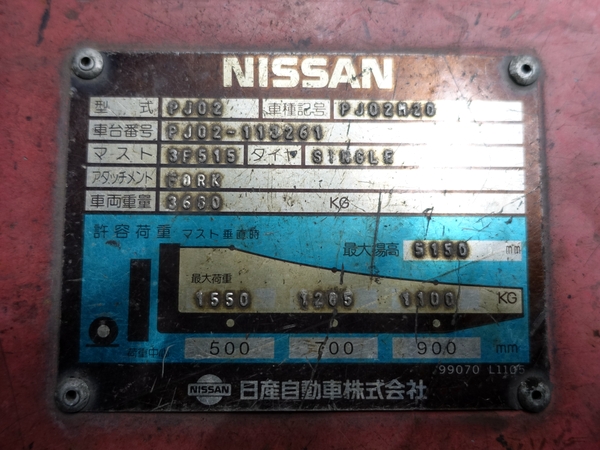 NISSAN
型 式 PJ02 車種記号 PJ02M20
車台番号 PJ02-113261
マスト 3F515 タイヤ SINGLE
アタッチメント FORK
車両重量 3630 KG
許容荷重 マスト垂直時
最大揚高 5150 mm
最大荷重
1550 1205 1100 KG
荷重中心 500 700 900 mm
99070 L1105
NISSAN 日産自動車株式会社